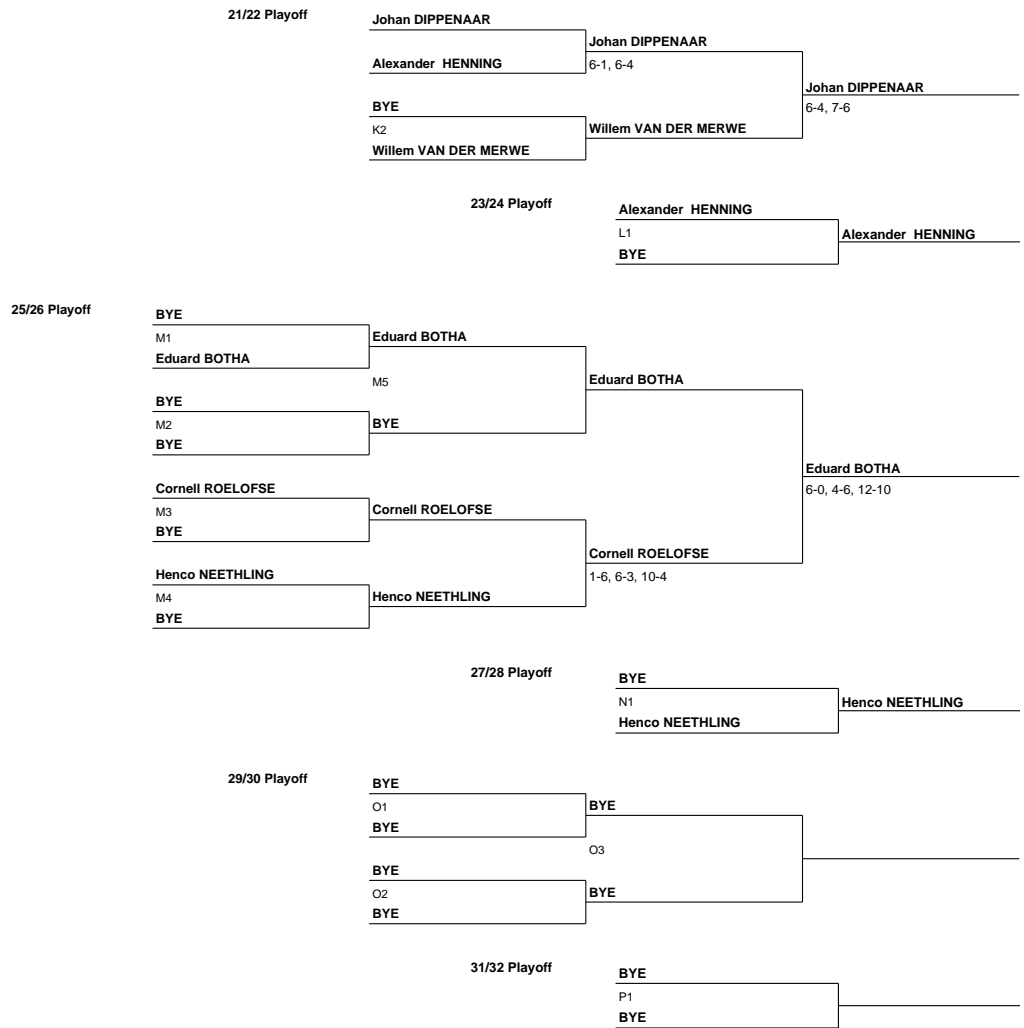 21/22 Playoff
Johan DIPPENAAR
Johan DIPPENAAR
Alexander HENNING
6-1, 6-4
Johan DIPPENAAR
6-4, 7-6
BYE
K2
Willem VAN DER MERWE
Willem VAN DER MERWE
23/24 Playoff
Alexander HENNING
L1
Alexander HENNING
BYE
25/26 Playoff
BYE
M1
Eduard BOTHA
Eduard BOTHA
M5
Eduard BOTHA
BYE
M2
BYE
BYE
Eduard BOTHA
6-0, 4-6, 12-10
Cornell ROELOFSE
M3
Cornell ROELOFSE
BYE
Cornell ROELOFSE
1-6, 6-3, 10-4
Henco NEETHLING
M4
Henco NEETHLING
BYE
27/28 Playoff
BYE
N1
Henco NEETHLING
Henco NEETHLING
29/30 Playoff
BYE
O1
BYE
BYE
O3
BYE
O2
BYE
BYE
31/32 Playoff
BYE
P1
BYE